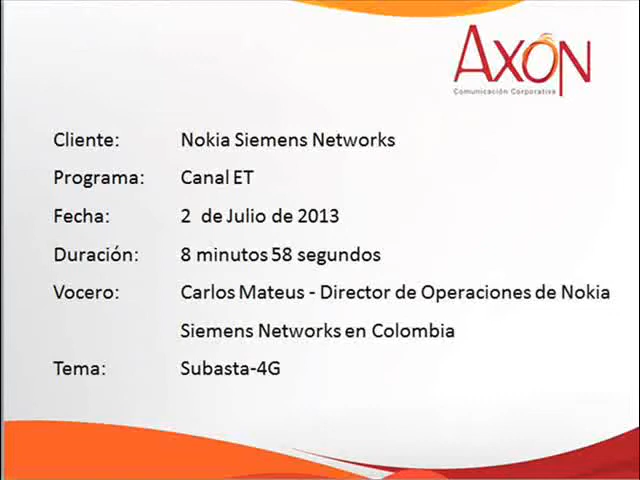 AXÓN
Comunicación Corporativa
Cliente: Nokia Siemens Networks
Programa: Canal ET
Fecha: 2 de Julio de 2013
Duración: 8 minutos 58 segundos
Vocero: Carlos Mateus - Director de Operaciones de Nokia
Siemens Networks en Colombia
Tema: Subasta-4G